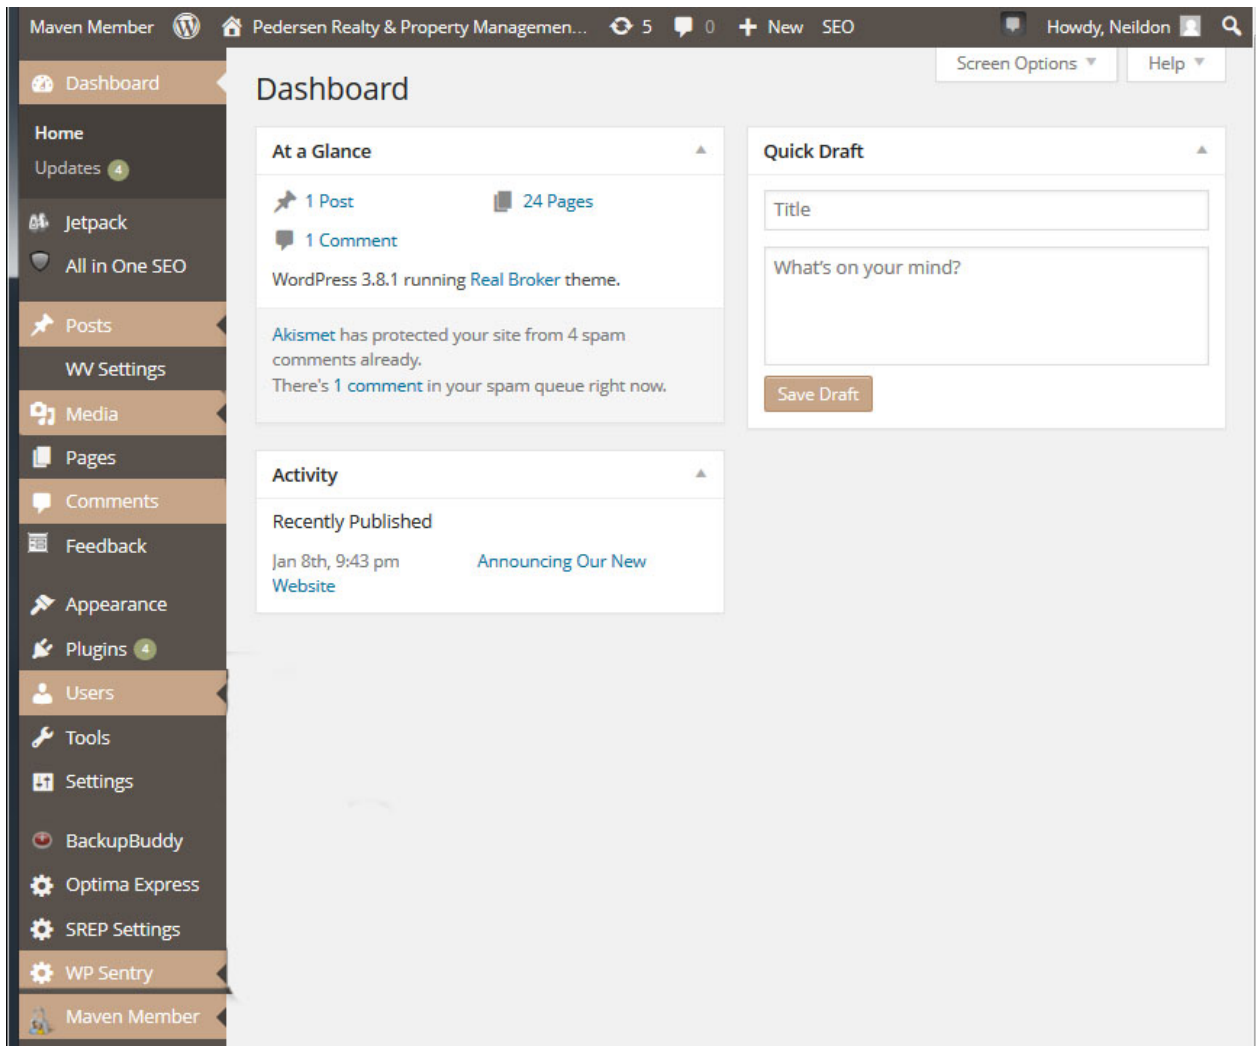 Maven Member
Pedersen Realty & Property Managemen...
5
0
New
SEO
Howdy, Neildon
Dashboard
Home
Updates 4
Jetpack
All in One SEO
Posts
WV Settings
Media
Pages
Comments
Feedback
Appearance
Plugins 4
Users
Tools
Settings
BackupBuddy
Optima Express
SREP Settings
WP Sentry
Maven Member
Screen Options
Help
Dashboard
At a Glance
1 Post
24 Pages
1 Comment
WordPress 3.8.1 running Real Broker theme.
Akismet has protected your site from 4 spam
comments already.
There's 1 comment in your spam queue right now.
Activity
Recently Published
Jan 8th, 9:43 pm Announcing Our New
Website
Quick Draft
Title
What's on your mind?
Save Draft